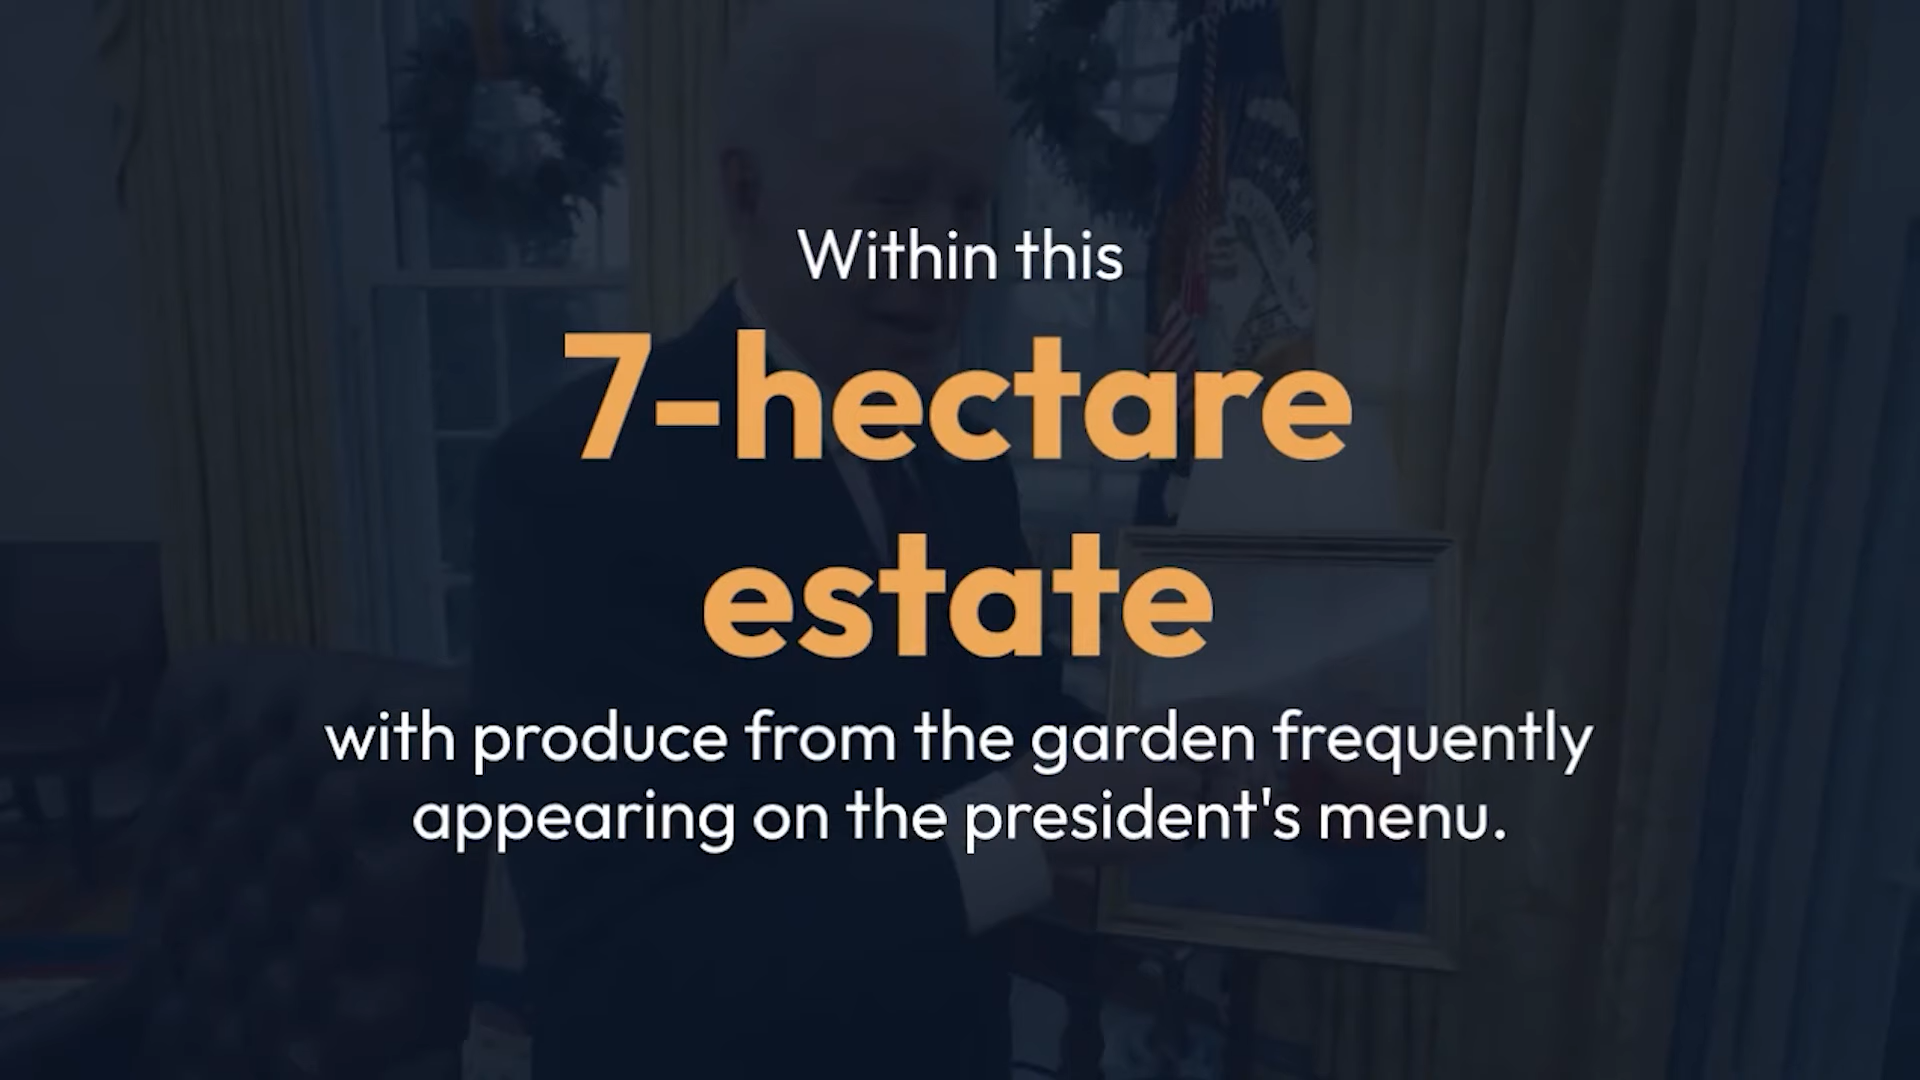 Within this
7-hectare
estate
with produce from the garden frequently
appearing on the president's menu.